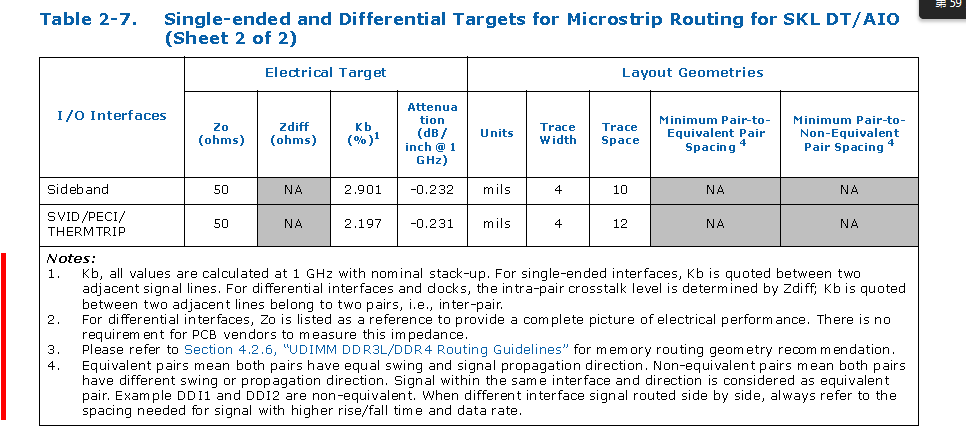 第 59
Table 2-7. Single-ended and Differential Targets for Microstrip Routing for SKL DT/AIO
(Sheet 2 of 2)
I/O Interfaces
Electrical Target
Layout Geometries
Zo
(ohms)
Zdiff
(ohms)
Kb
(%)1
Attenua
tion
(dB/
inch @ 1
GHz)
Units
Trace
Width
Trace
Space
Minimum Pair-to-
Equivalent Pair
Spacing 4
Minimum Pair-to-
Non-Equivalent
Pair Spacing 4
Sideband 50 NA 2.901 -0.232 mils 4 10 NA NA
SVID/PECI/
THERMTRIP
50 NA 2.197 -0.231 mils 4 12 NA NA
Notes:
1. Kb, all values are calculated at 1 GHz with nominal stack-up. For single-ended interfaces, Kb is quoted between two
adjacent signal lines. For differential interfaces and clocks, the intra-pair crosstalk level is determined by Zdiff; Kb is quoted
between two adjacent lines belong to two pairs, i.e., inter-pair.
2. For differential interfaces, Zo is listed as a reference to provide a complete picture of electrical performance. There is no
requirement for PCB vendors to measure this impedance.
3. Please refer to Section 4.2.6, “UDIMM DDR3L/DDR4 Routing Guidelines” for memory routing geometry recommendation.
4. Equivalent pairs mean both pairs have equal swing and signal propagation direction. Non-equivalent pairs mean both pairs
have different swing or propagation direction. Signal within the same interface and direction is considered as equivalent
pair. Example DDI1 and DDI2 are non-equivalent. When different interface signal routed side by side, always refer to the
spacing needed for signal with higher rise/fall time and data rate.